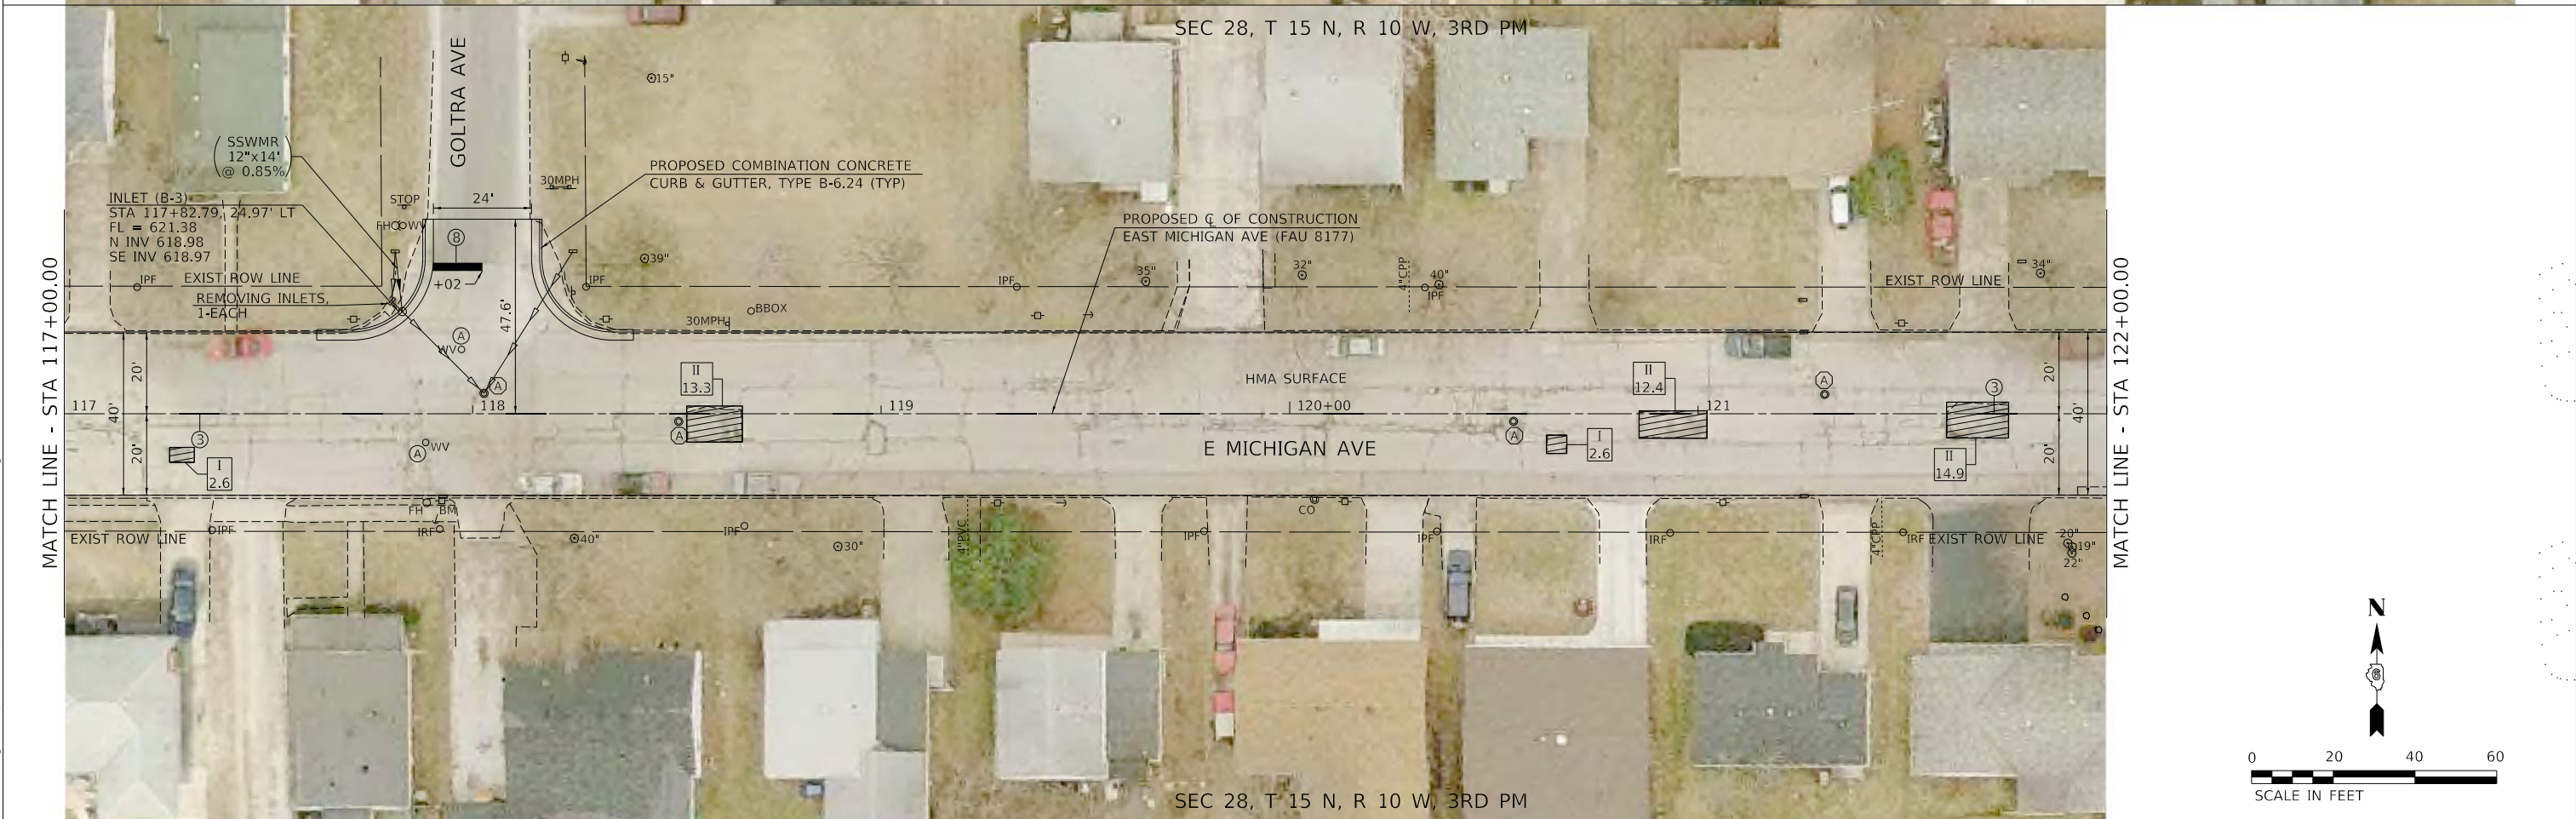 SEC 28, T 15 N, R 10 W, 3RD PM
GOLTRA AVE
15"
SSWMR
12"x14'
@ 0.85%
PROPOSED COMBINATION CONCRETE
CURB & GUTTER, TYPE B-6.24 (TYP)
30MPH
INLET (B-3)
STA 117+82.79, 24.97' LT
FL = 621.38
N INV 618.98
SE INV 618.97
STOP
24'
FH WV
8
PROPOSED ℄ OF CONSTRUCTION
EAST MICHIGAN AVE (FAU 8177)
39"
+02
IPF
EXIST ROW LINE
IPF
IPF
35"
32"
4"CPP
40"
IPF
EXIST ROW LINE
34"
REMOVING INLETS,
1-EACH
47.6'
BBOX
30MPH
A
WV
MATCH LINE - STA 117+00.00
MATCH LINE - STA 122+00.00
20'
40'
20'
II
13.3
HMA SURFACE
II
12.4
A
A
3
20'
40'
20'
117
118
119
120+00
121
3
A
WV
A
A
E MICHIGAN AVE
I
2.6
I
2.6
II
14.9
FH BM
CO
IPF
IRF
EXIST ROW LINE
40"
IPF
30"
4"PVC
IPF
IPF
IRF
4"CPP
IRF
EXIST ROW LINE
20"
19"
22"
N
0 20 40 60
SCALE IN FEET
SEC 28, T 15 N, R 10 W, 3RD PM